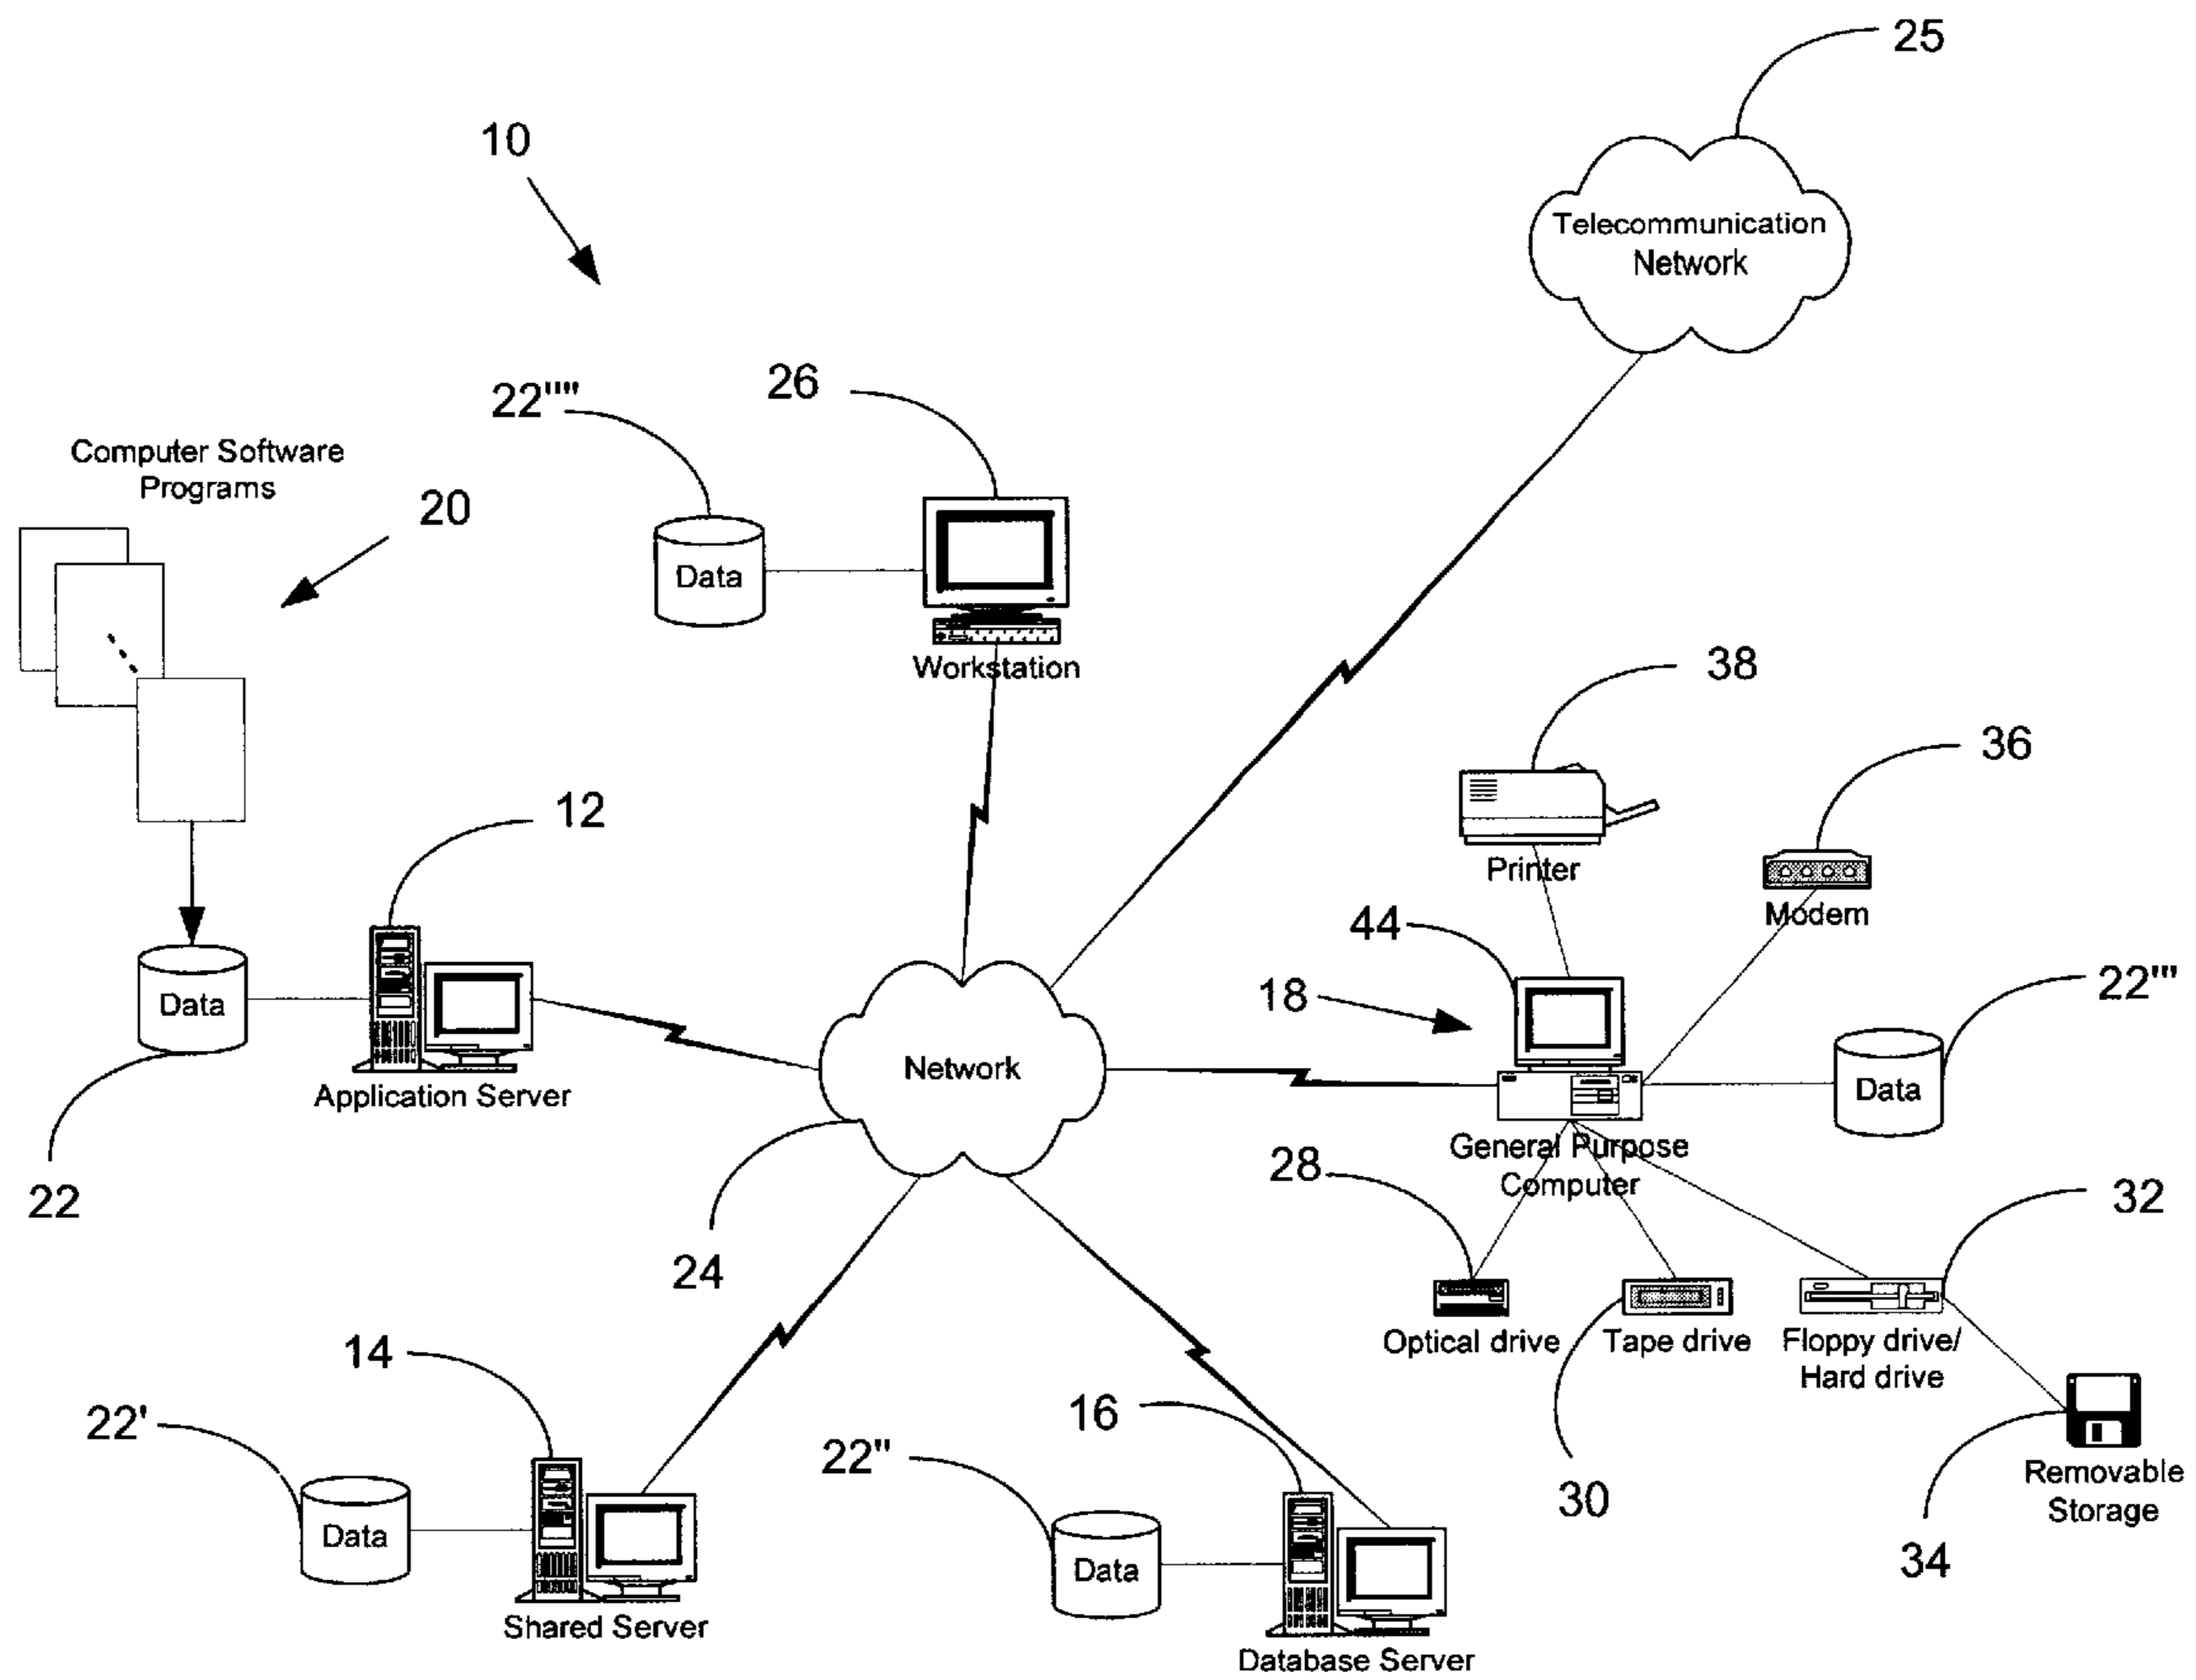 25
10
Telecommunication
Network
22""
26
Computer Software
Programs
20
Data
Workstation
38
36
12
Printer
Modem
44
18
22'''
Data
Application Server
Network
Data
General Purpose
Computer
28
22
24
32
Optical drive
Tape drive
Floppy drive/
Hard drive
14
16
22'
22"
30
Removable
Storage
34
Data
Data
Shared Server
Database Server